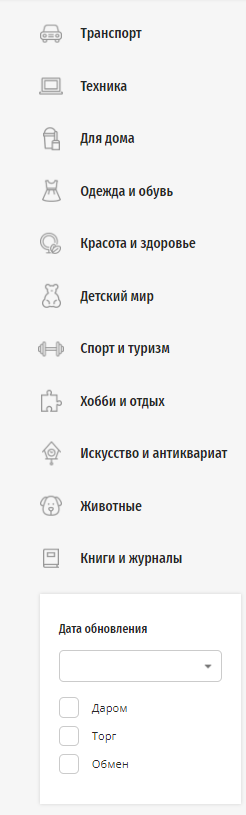 Транспорт
Техника
Для дома
Одежда и обувь
Красота и здоровье
Детский мир
Спорт и туризм
Хобби и отдых
Искусство и антиквариат
Животные
Книги и журналы
Дата обновления
Даром
Торг
Обмен